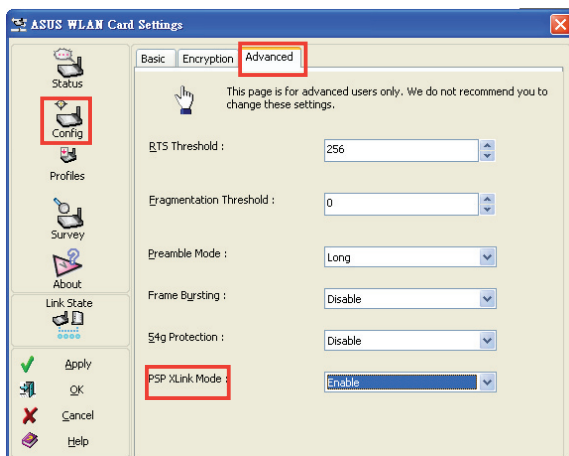 ASUS WLAN Card Settings
Status
Config
Profiles
Survey
About
Link State
Apply
OK
Cancel
Help
Basic
Encryption
Advanced
This page is for advanced users only. We do not recommend you to
change these settings.
RTS Threshold :
256
Fragmentation Threshold :
0
Preamble Mode :
Long
Frame Bursting :
Disable
54g Protection :
Disable
PSP XLink Mode :
Enable